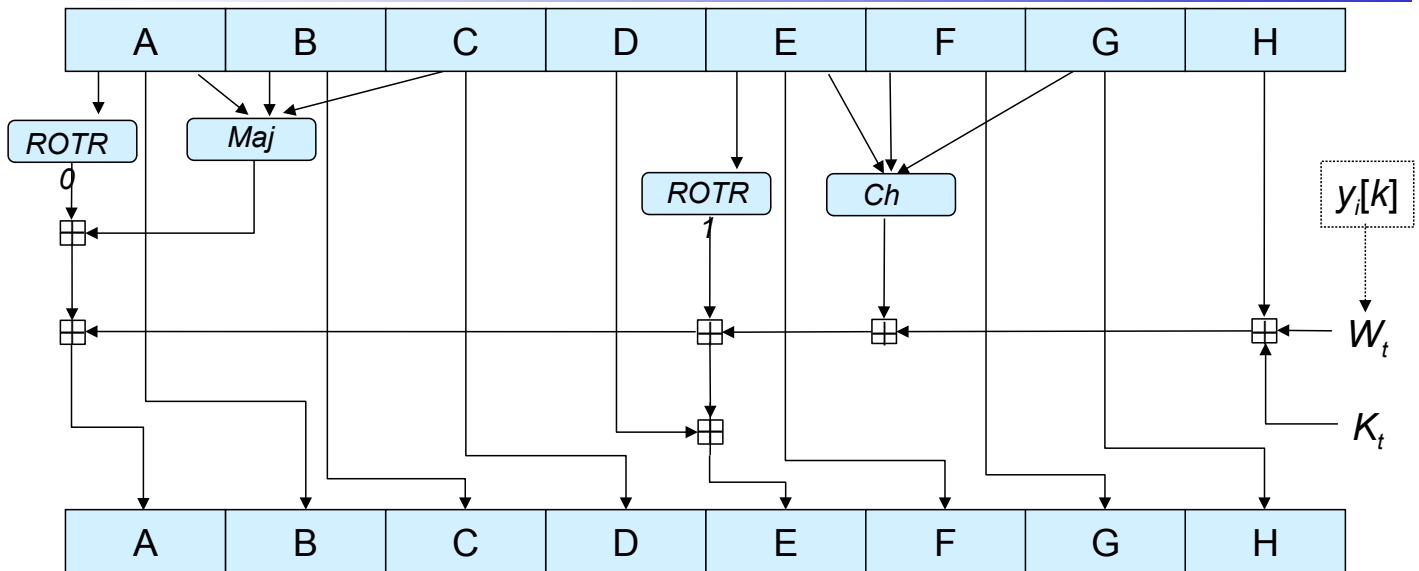 A B C D E F G H
ROTR
0
Maj
ROTR
1
Ch
yᵢ[k]
Wₜ
Kₜ
A B C D E F G H